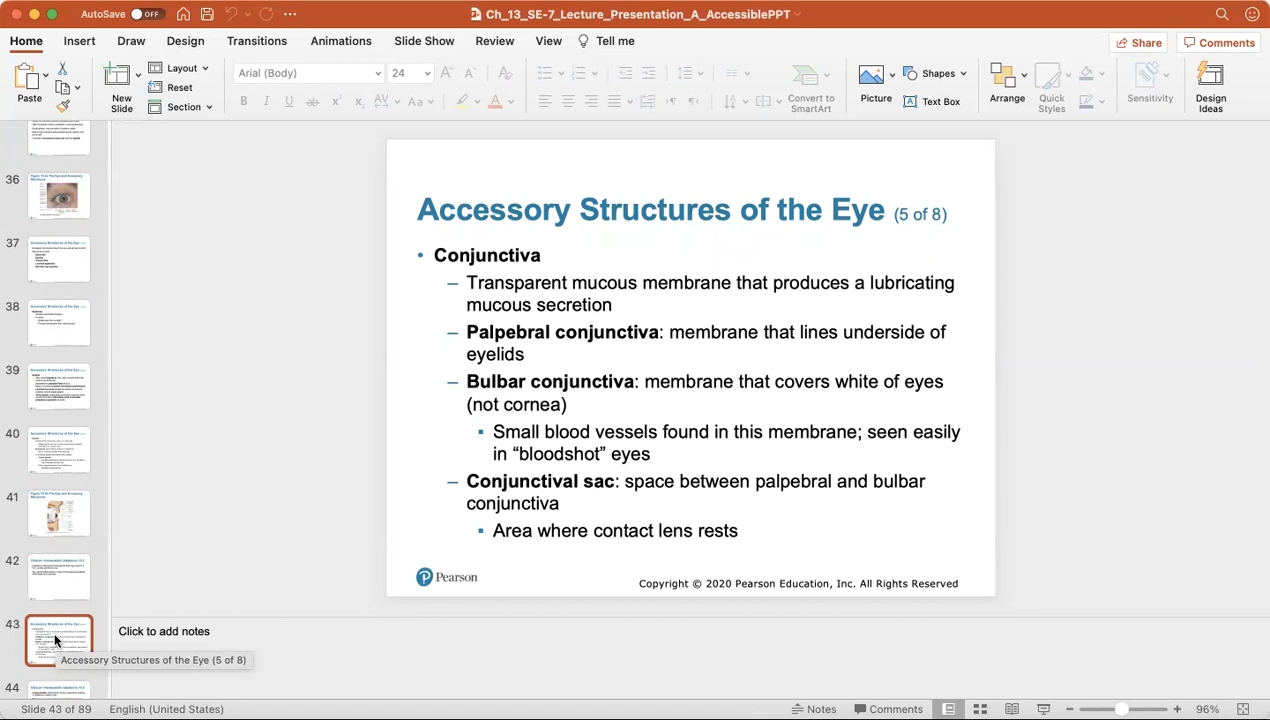 AutoSave OFF Ch_13_SE-7_Lecture_Presentation_A_AccessiblePPT
Home Insert Draw Design Transitions Animations Slide Show Review View Tell me Share Comments
Paste New Slide Layout Reset Section Arial (Body) 24 Convert to SmartArt Picture Shapes Text Box Arrange Quick Styles Sensitivity Design Ideas
36
37
38
39
40
41
42
43
44
Accessory Structures of the Eye (5 of 8)
• Conjunctiva
– Transparent mucous membrane that produces a lubricating
mucous secretion
– Palpebral conjunctiva: membrane that lines underside of
eyelids
– Bulbar conjunctiva: membrane that covers white of eyes
(not cornea)
▪ Small blood vessels found in this membrane; seen easily
in “bloodshot” eyes
– Conjunctival sac: space between palpebral and bulbar
conjunctiva
▪ Area where contact lens rests
Pearson
Copyright © 2020 Pearson Education, Inc. All Rights Reserved
Click to add notes
Accessory Structures of the Eye (5 of 8)
Slide 43 of 89 English (United States) Notes Comments 96%